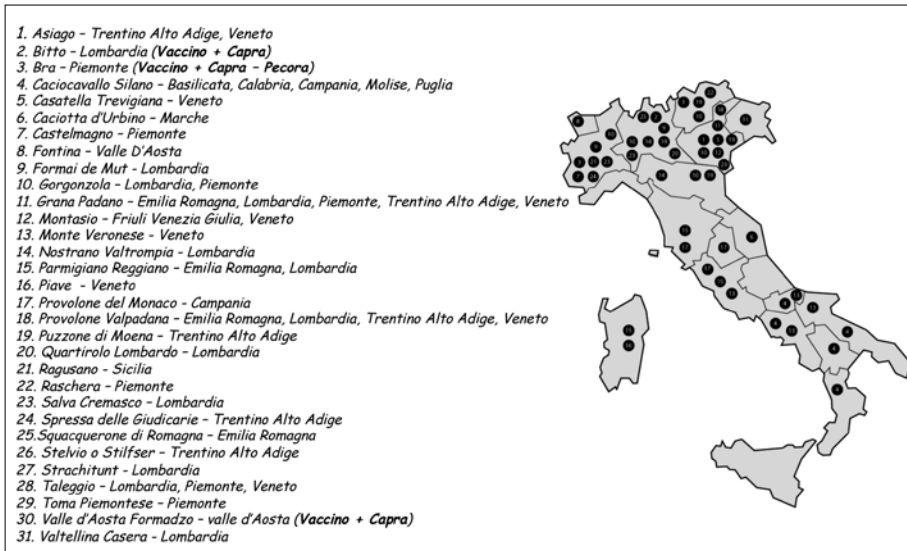 1. Asiago – Trentino Alto Adige, Veneto
2. Bitto – Lombardia (Vaccino + Capra)
3. Bra – Piemonte (Vaccino + Capra – Pecora)
4. Caciocavallo Silano – Basilicata, Calabria, Campania, Molise, Puglia
5. Casatella Trevigiana – Veneto
6. Caciotta d'Urbino – Marche
7. Castelmagno – Piemonte
8. Fontina – Valle D'Aosta
9. Formai de Mut - Lombardia
10. Gorgonzola – Lombardia, Piemonte
11. Grana Padano – Emilia Romagna, Lombardia, Piemonte, Trentino Alto Adige, Veneto
12. Montasio – Friuli Venezia Giulia, Veneto
13. Monte Veronese - Veneto
14. Nostrano Valtrompia - Lombardia
15. Parmigiano Reggiano – Emilia Romagna, Lombardia
16. Piave - Veneto
17. Provolone del Monaco - Campania
18. Provolone Valpadana – Emilia Romagna, Lombardia, Trentino Alto Adige, Veneto
19. Puzzone di Moena – Trentino Alto Adige
20. Quartirolo Lombardo – Lombardia
21. Ragusano - Sicilia
22. Raschera – Piemonte
23. Salva Cremasco – Lombardia
24. Spressa delle Giudicarie – Trentino Alto Adige
25.Squacquerone di Romagna – Emilia Romagna
26. Stelvio o Stilfser – Trentino Alto Adige
27. Strachitunt - Lombardia
28. Taleggio – Lombardia, Piemonte, Veneto
29. Toma Piemontese – Piemonte
30. Valle d'Aosta Formadzo – valle d'Aosta (Vaccino + Capra)
31. Valtellina Casera - Lombardia